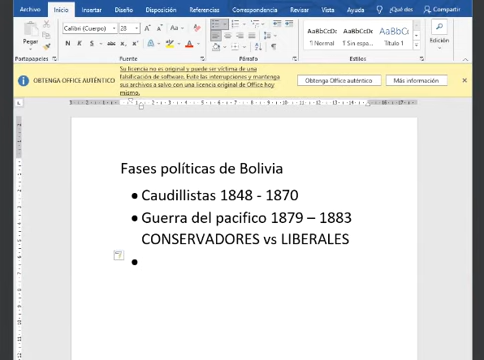 Archivo Inicio Insertar Diseño Disposición Referencias Correspondencia Revisar Vista ¿Qué des Compartir
Calibri (Cuerpo) 28
Pegar
N K S abc
AaBbCcDc AaBbCcDc AaBbCc
¶ Normal ¶ Sin espa... Título 1
Edición
Portapapeles Fuente Párrafo Estilos
OBTENGA OFFICE AUTÉNTICO Su licencia no es original y puede ser víctima de una
falsificación de software. Evite las interrupciones y mantenga
sus archivos a salvo con una licencia original de Office hoy
mismo.
Obtenga Office auténtico Más información
Fases políticas de Bolivia
• Caudillistas 1848 - 1870
• Guerra del pacifico 1879 – 1883
CONSERVADORES vs LIBERALES
•